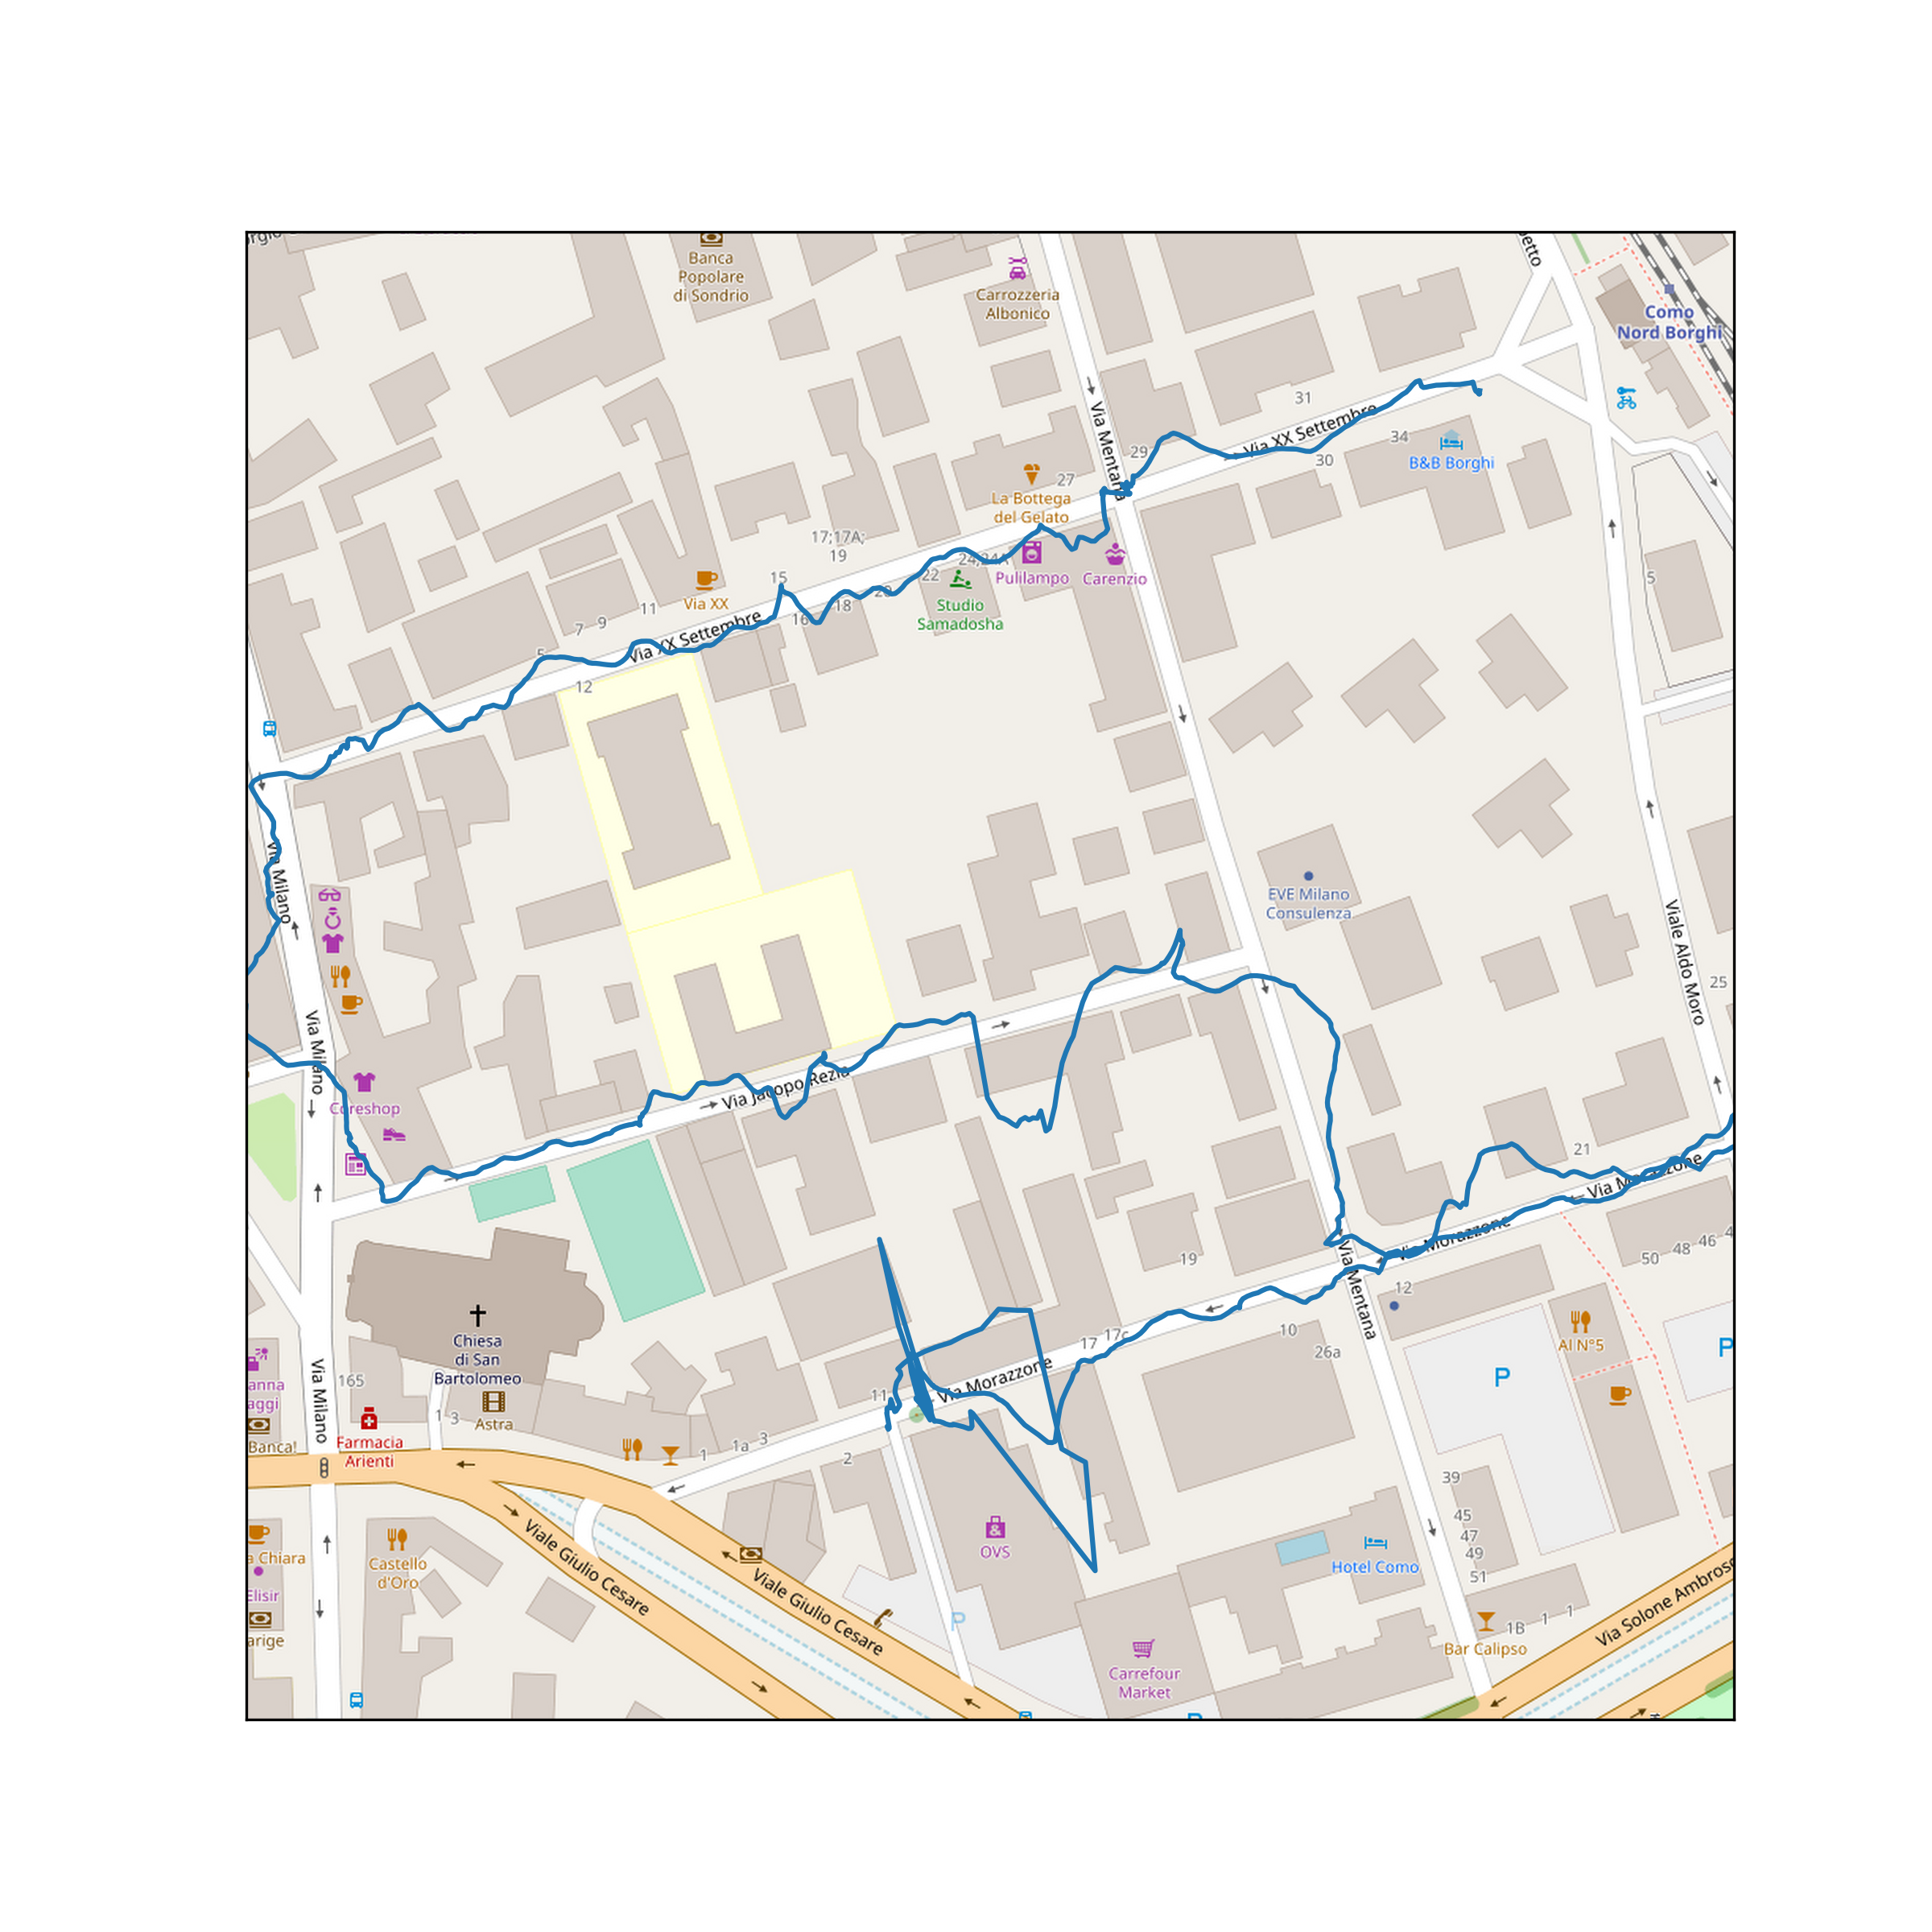 Banca
Popolare
di Sondrio
Carrozzeria
Albonico
Como
Nord Borghi
31
Via XX Settembre
34
B&B Borghi
30
Via Mentana
29
27
La Bottega
del Gelato
17;17A;
19
24;24A
Pulilampo
Carenzio
22
20
18
16
15
Studio
Samadosha
Via XX
11
9
7
5
Via XX Settembre
12
5
Via Milano
EVE Milano
Consulenza
Viale Aldo Moro
25
Via Milano
Coreshop
Via Jacopo Rezia
21
Via Morazzone
Via Morazzone
50
48
46
19
12
Via Mentana
Chiesa
di San
Bartolomeo
165
Via Milano
1
3
Astra
Farmacia
Arienti
Banca!
11
Via Morazzone
17
17c
10
26a
Al N°5
P
P
1
1a
3
2
39
45
47
49
51
OVS
Hotel Como
Castello
d'Oro
a Chiara
Elisir
arige
Viale Giulio Cesare
Viale Giulio Cesare
P
Carrefour
Market
Bar Calipso
1B
1
1
Via Solone Ambroso